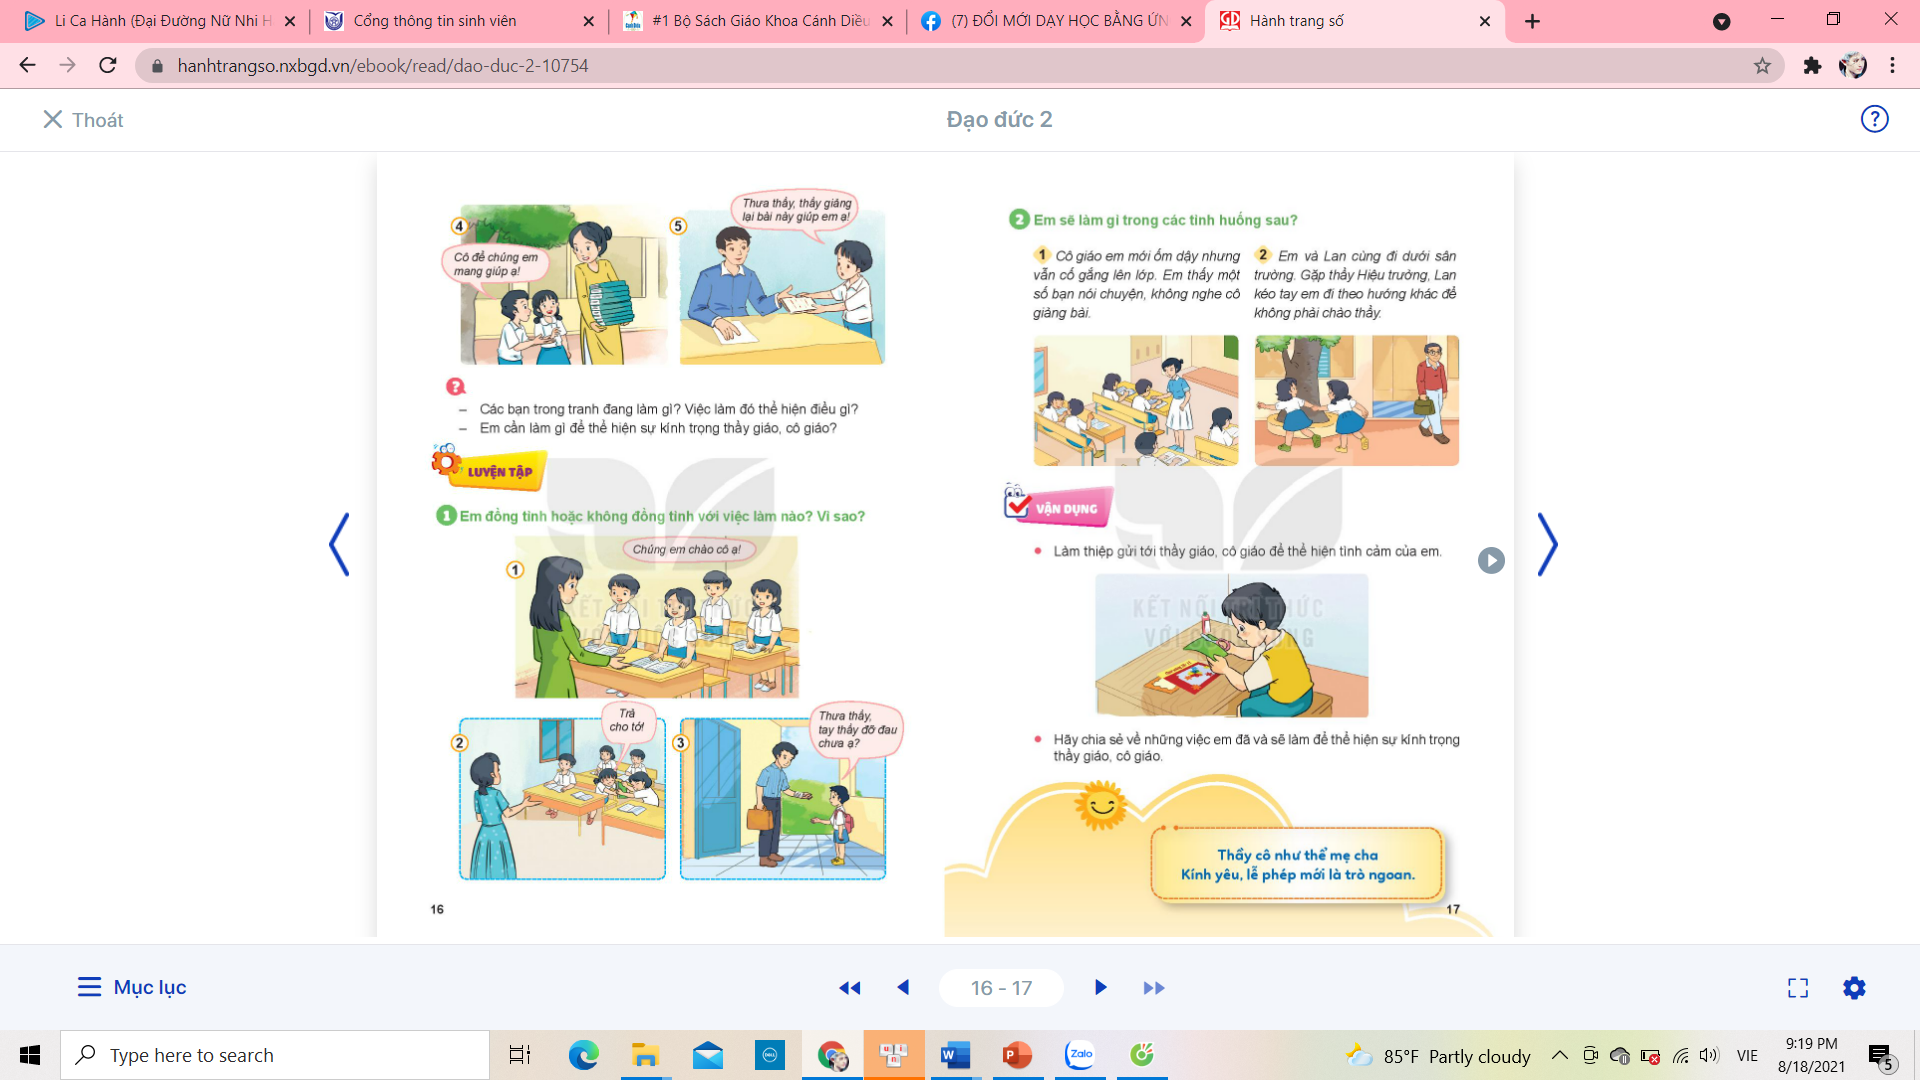 Li Ca Hành (Đại Đường Nữ Nhi H
Cổng thông tin sinh viên
#1 Bộ Sách Giáo Khoa Cánh Diều
(7) ĐỔI MỚI DẠY HỌC BẰNG ỨN
Hành trang số
hanhtrangso.nxbgd.vn/ebook/read/dao-duc-2-10754
Thoát
Đạo đức 2
?
4
Cô để chúng em
mang giúp ạ!
5
Thưa thầy, thầy giảng
lại bài này giúp em ạ!
?
– Các bạn trong tranh đang làm gì? Việc làm đó thể hiện điều gì?
– Em cần làm gì để thể hiện sự kính trọng thầy giáo, cô giáo?
LUYỆN TẬP
1 Em đồng tình hoặc không đồng tình với việc làm nào? Vì sao?
1
Chúng em chào cô ạ!
2
Trả
cho tớ!
3
Thưa thầy,
tay thầy đỡ đau
chưa ạ?
16
2 Em sẽ làm gì trong các tình huống sau?
1 Cô giáo em mới ốm dậy nhưng
vẫn cố gắng lên lớp. Em thấy một
số bạn nói chuyện, không nghe cô
giảng bài.
2 Em và Lan cùng đi dưới sân
trường. Gặp thầy Hiệu trưởng, Lan
kéo tay em đi theo hướng khác để
không phải chào thầy.
VẬN DỤNG
• Làm thiệp gửi tới thầy giáo, cô giáo để thể hiện tình cảm của em.
KẾT NỐI TRI THỨC
VỚI CUỘC SỐNG
• Hãy chia sẻ về những việc em đã và sẽ làm để thể hiện sự kính trọng
thầy giáo, cô giáo.
Thầy cô như thể mẹ cha
Kính yêu, lễ phép mới là trò ngoan.
17
Mục lục
16 - 17
Type here to search
DELL
u i
n
W
P
Zalo
85°F Partly cloudy
VIE
9:19 PM
8/18/2021
5